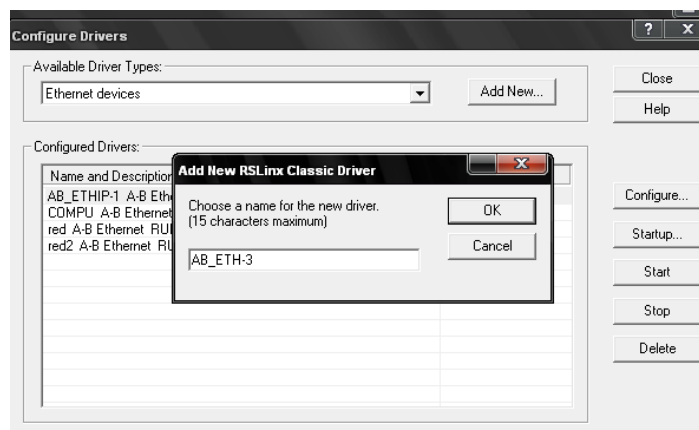 Configure Drivers
? X
Available Driver Types:
Ethernet devices
Add New...
Close
Help
Configured Drivers:
Name and Description
AB_ETHIP-1 A-B Eth
COMPU A-B Ethernet
red A-B Ethernet RU
red2 A-B Ethernet RU
Add New RSLinx Classic Driver
X
Choose a name for the new driver.
(15 characters maximum)
AB_ETH-3
OK
Cancel
Configure...
Startup...
Start
Stop
Delete